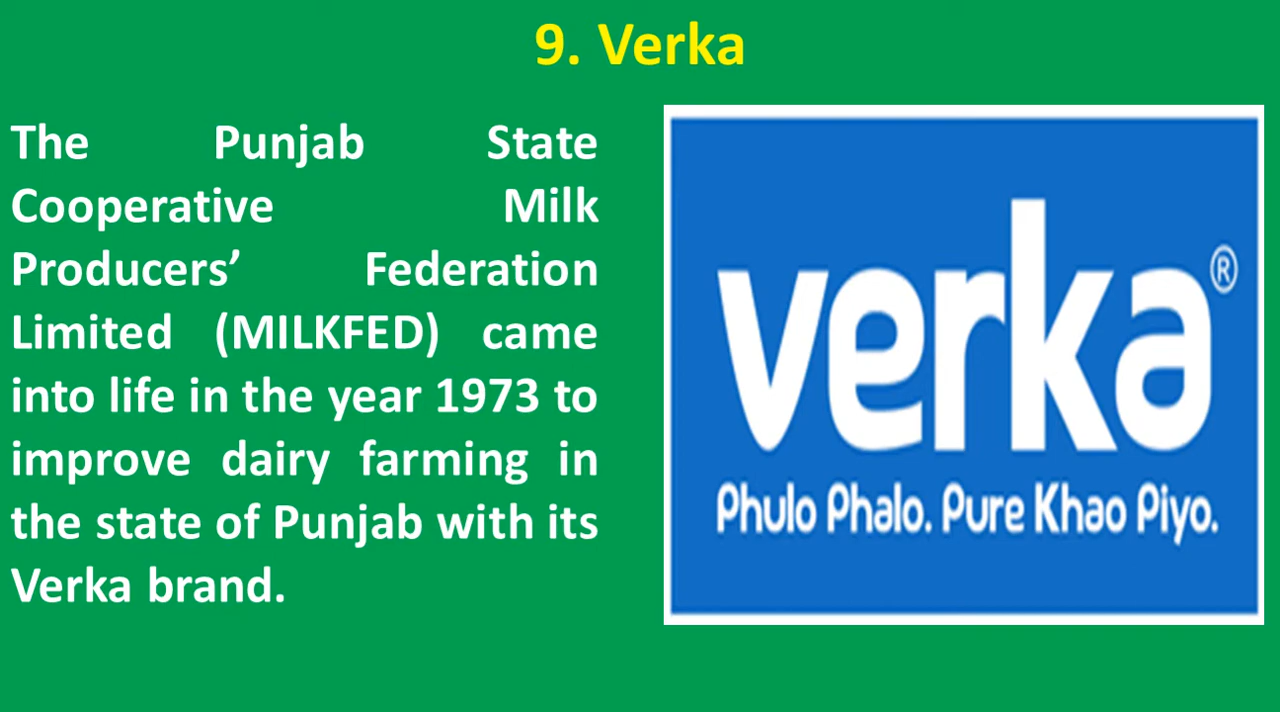 9. Verka
The Punjab State
Cooperative Milk
Producers’ Federation
Limited (MILKFED) came
into life in the year 1973 to
improve dairy farming in
the state of Punjab with its
Verka brand.
verka®
Phulo Phalo. Pure Khao Piyo.